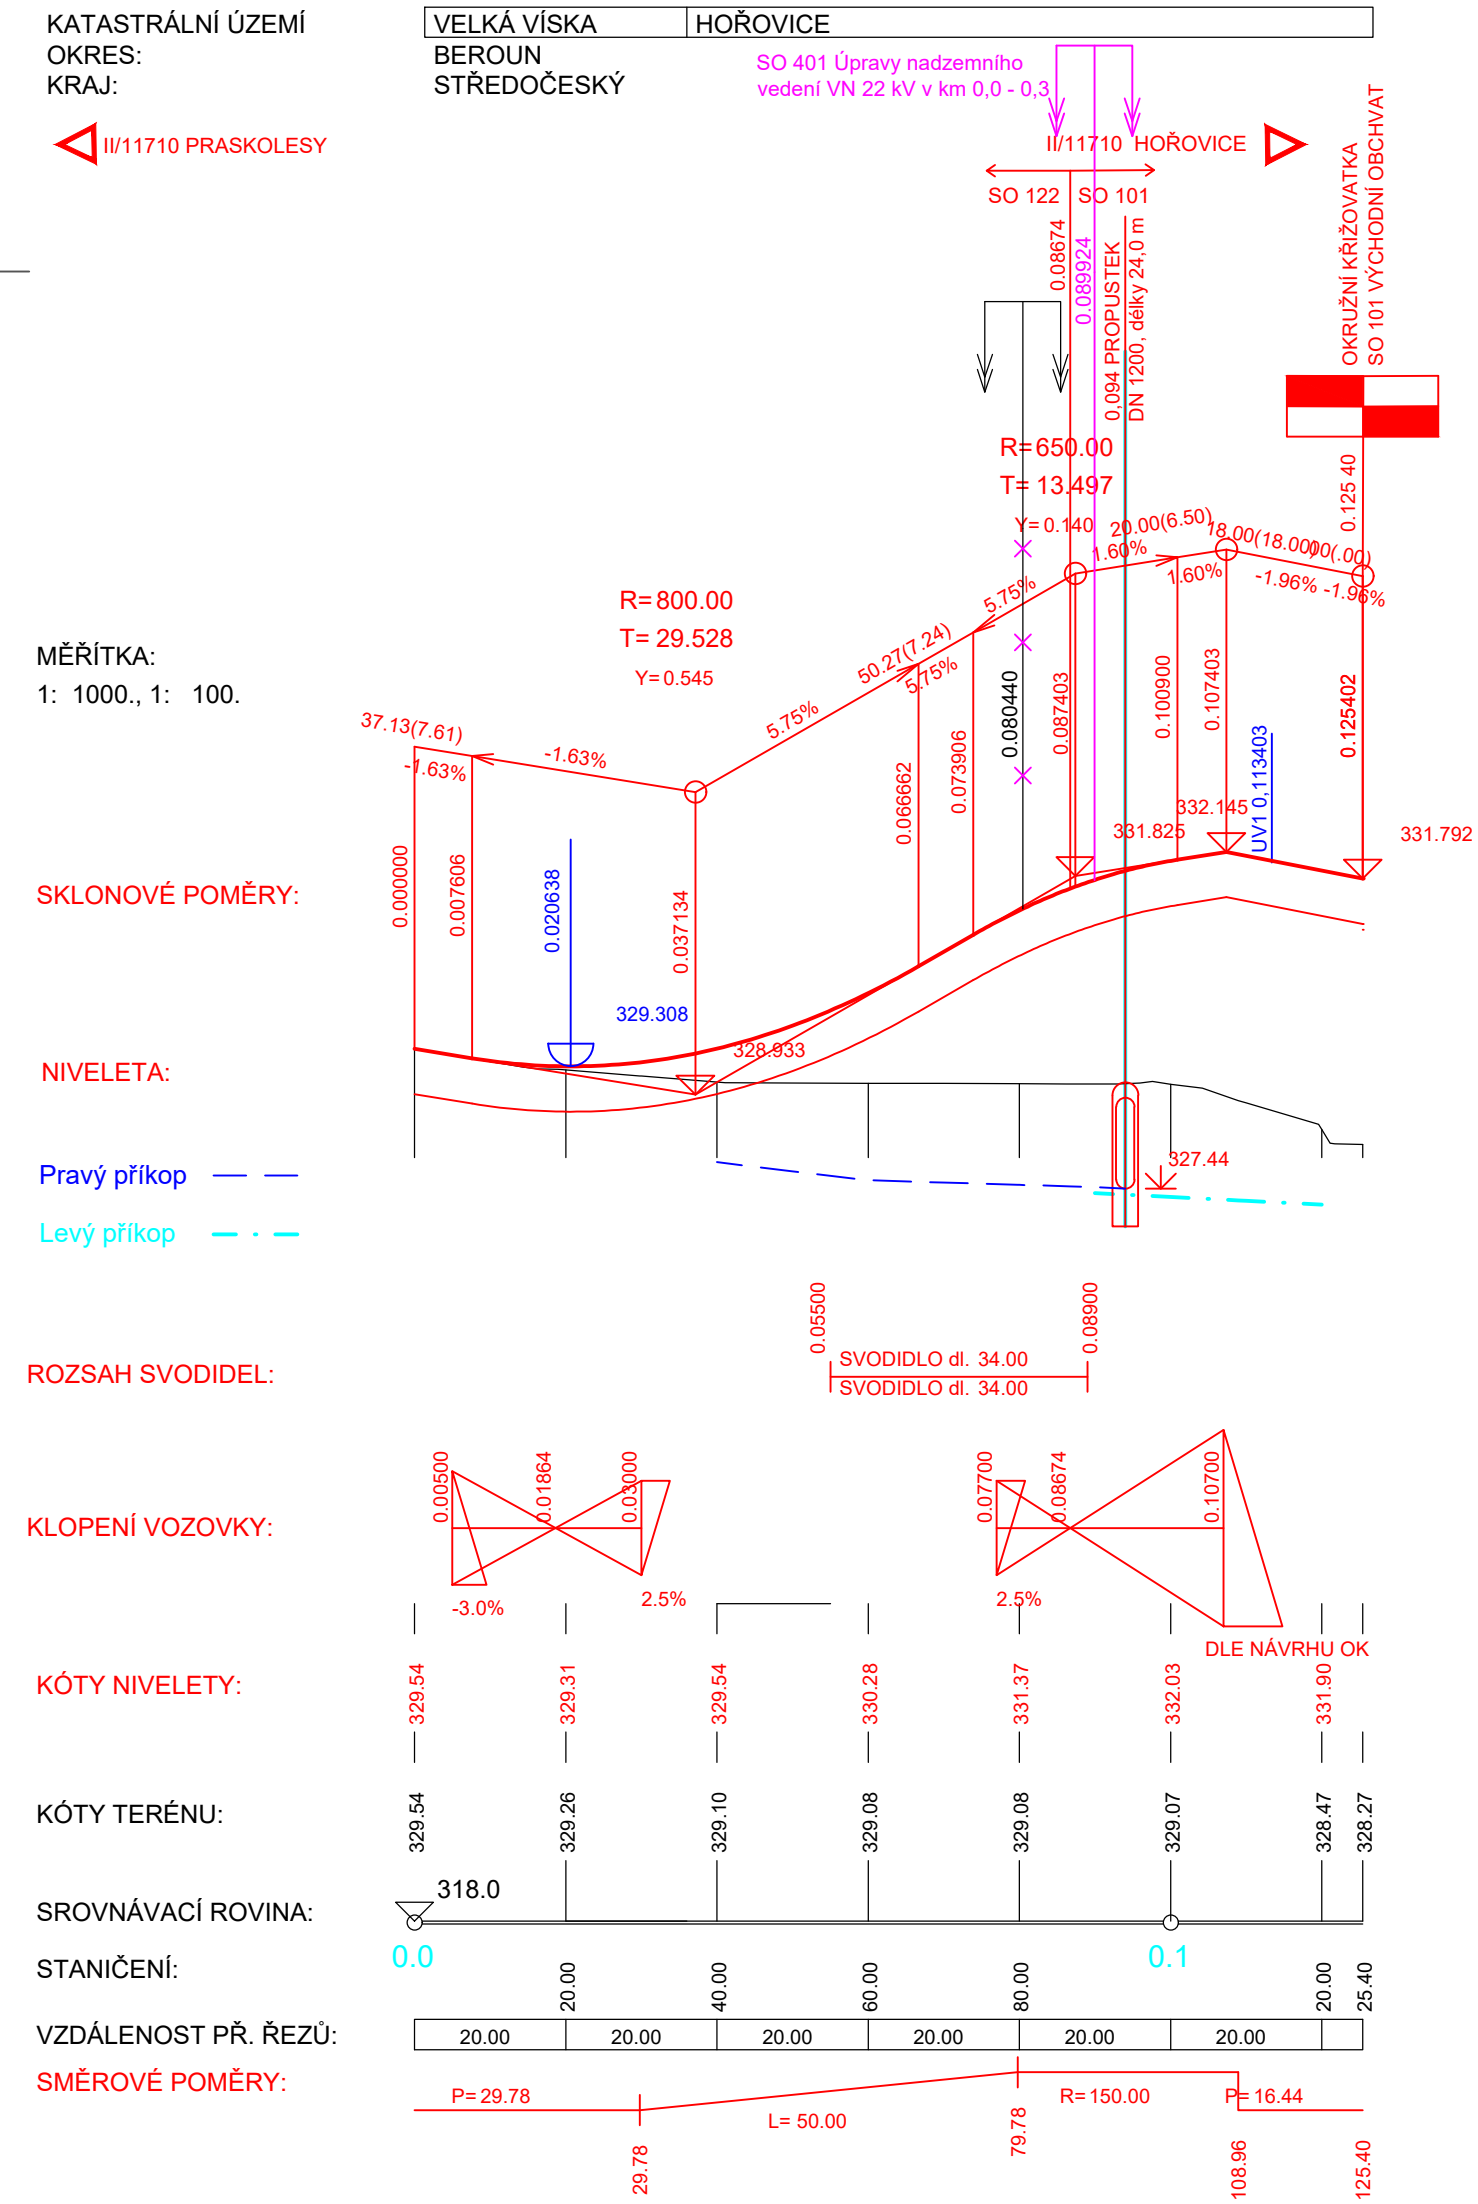 KATASTRÁLNÍ ÚZEMÍ
VELKÁ VÍSKA
HOŘOVICE
OKRES:
BEROUN
KRAJ:
STŘEDOČESKÝ
SO 401 Úpravy nadzemního
vedení VN 22 kV v km 0,0 - 0,3
II/11710 PRASKOLESY
II/11710 HOŘOVICE
SO 122
SO 101
0.08674
0.089924
0,094 PROPUSTEK
DN 1200, délky 24,0 m
OKRUŽNÍ KŘIŽOVATKA
SO 101 VÝCHODNÍ OBCHVAT
0.125 40
R=650.00
T= 13.497
Y= 0.140
20.00(6.50)
18.00(18.00)
00(.00)
1.60%
1.60%
-1.96%
-1.96%
R=800.00
T= 29.528
Y=0.545
50.27(7.24)
5.75%
5.75%
5.75%
MĚŘÍTKA:
1: 1000., 1: 100.
37.13(7.61)
-1.63%
-1.63%
0.000000
0.007606
0.020638
0.037134
0.066662
0.073906
0.080440
0.087403
0.100900
0.107403
UV1 0,113403
0.125402
332.145
331.825
331.792
SKLONOVÉ POMĚRY:
329.308
328.933
NIVELETA:
Pravý příkop
327.44
Levý příkop
0.05500
0.08900
ROZSAH SVODIDEL:
SVODIDLO dl. 34.00
SVODIDLO dl. 34.00
KLOPENÍ VOZOVKY:
0.00500
0.01864
0.03000
0.07700
0.08674
0.10700
-3.0%
2.5%
2.5%
DLE NÁVRHU OK
KÓTY NIVELETY:
329.54
329.31
329.54
330.28
331.37
332.03
331.90
KÓTY TERÉNU:
329.54
329.26
329.10
329.08
329.08
329.07
328.47
328.27
SROVNÁVACÍ ROVINA:
318.0
STANIČENÍ:
0.0
20.00
40.00
60.00
80.00
0.1
20.00
25.40
VZDÁLENOST PŘ. ŘEZŮ:
20.00
20.00
20.00
20.00
20.00
20.00
SMĚROVÉ POMĚRY:
P=29.78
L= 50.00
R=150.00
P=16.44
29.78
79.78
108.96
125.40